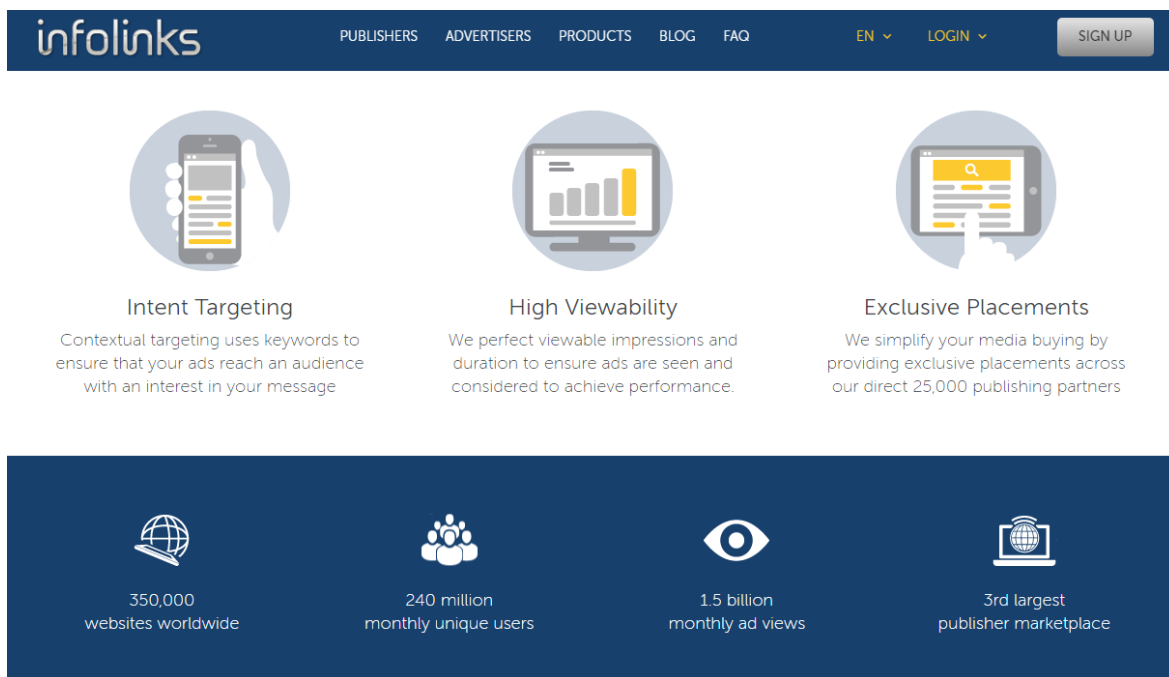 infolinks
PUBLISHERS ADVERTISERS PRODUCTS BLOG FAQ EN LOGIN SIGN UP
Intent Targeting
Contextual targeting uses keywords to
ensure that your ads reach an audience
with an interest in your message
High Viewability
We perfect viewable impressions and
duration to ensure ads are seen and
considered to achieve performance.
Exclusive Placements
We simplify your media buying by
providing exclusive placements across
our direct 25,000 publishing partners
350,000
websites worldwide
240 million
monthly unique users
1.5 billion
monthly ad views
3rd largest
publisher marketplace